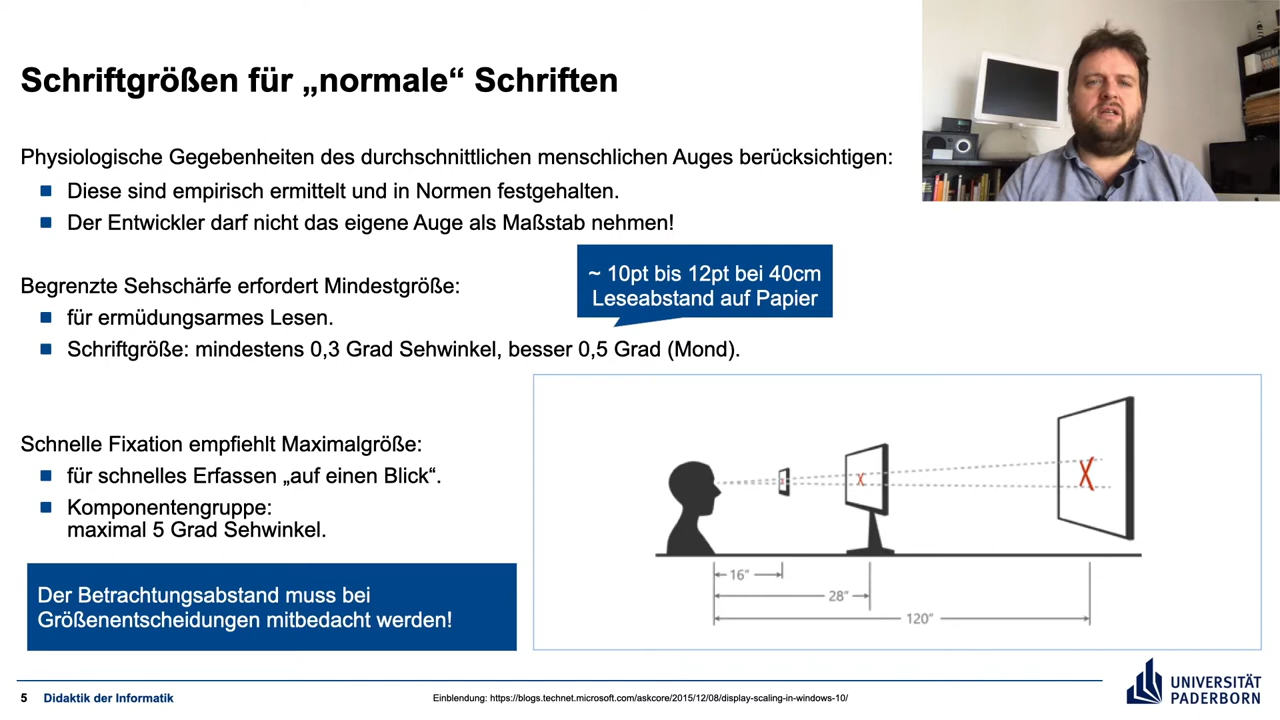 Schriftgrößen für „normale“ Schriften
Physiologische Gegebenheiten des durchschnittlichen menschlichen Auges berücksichtigen:
Diese sind empirisch ermittelt und in Normen festgehalten.
Der Entwickler darf nicht das eigene Auge als Maßstab nehmen!
~ 10pt bis 12pt bei 40cm
Leseabstand auf Papier
Begrenzte Sehschärfe erfordert Mindestgröße:
für ermüdungsarmes Lesen.
Schriftgröße: mindestens 0,3 Grad Sehwinkel, besser 0,5 Grad (Mond).
Schnelle Fixation empfiehlt Maximalgröße:
für schnelles Erfassen „auf einen Blick“.
Komponentengruppe:
maximal 5 Grad Sehwinkel.
Der Betrachtungsabstand muss bei
Größenentscheidungen mitbedacht werden!
X
X
16″
28″
120″
5 Didaktik der Informatik
Einblendung: https://blogs.technet.microsoft.com/askcore/2015/12/08/display-scaling-in-windows-10/
UNIVERSITÄT
PADERBORN